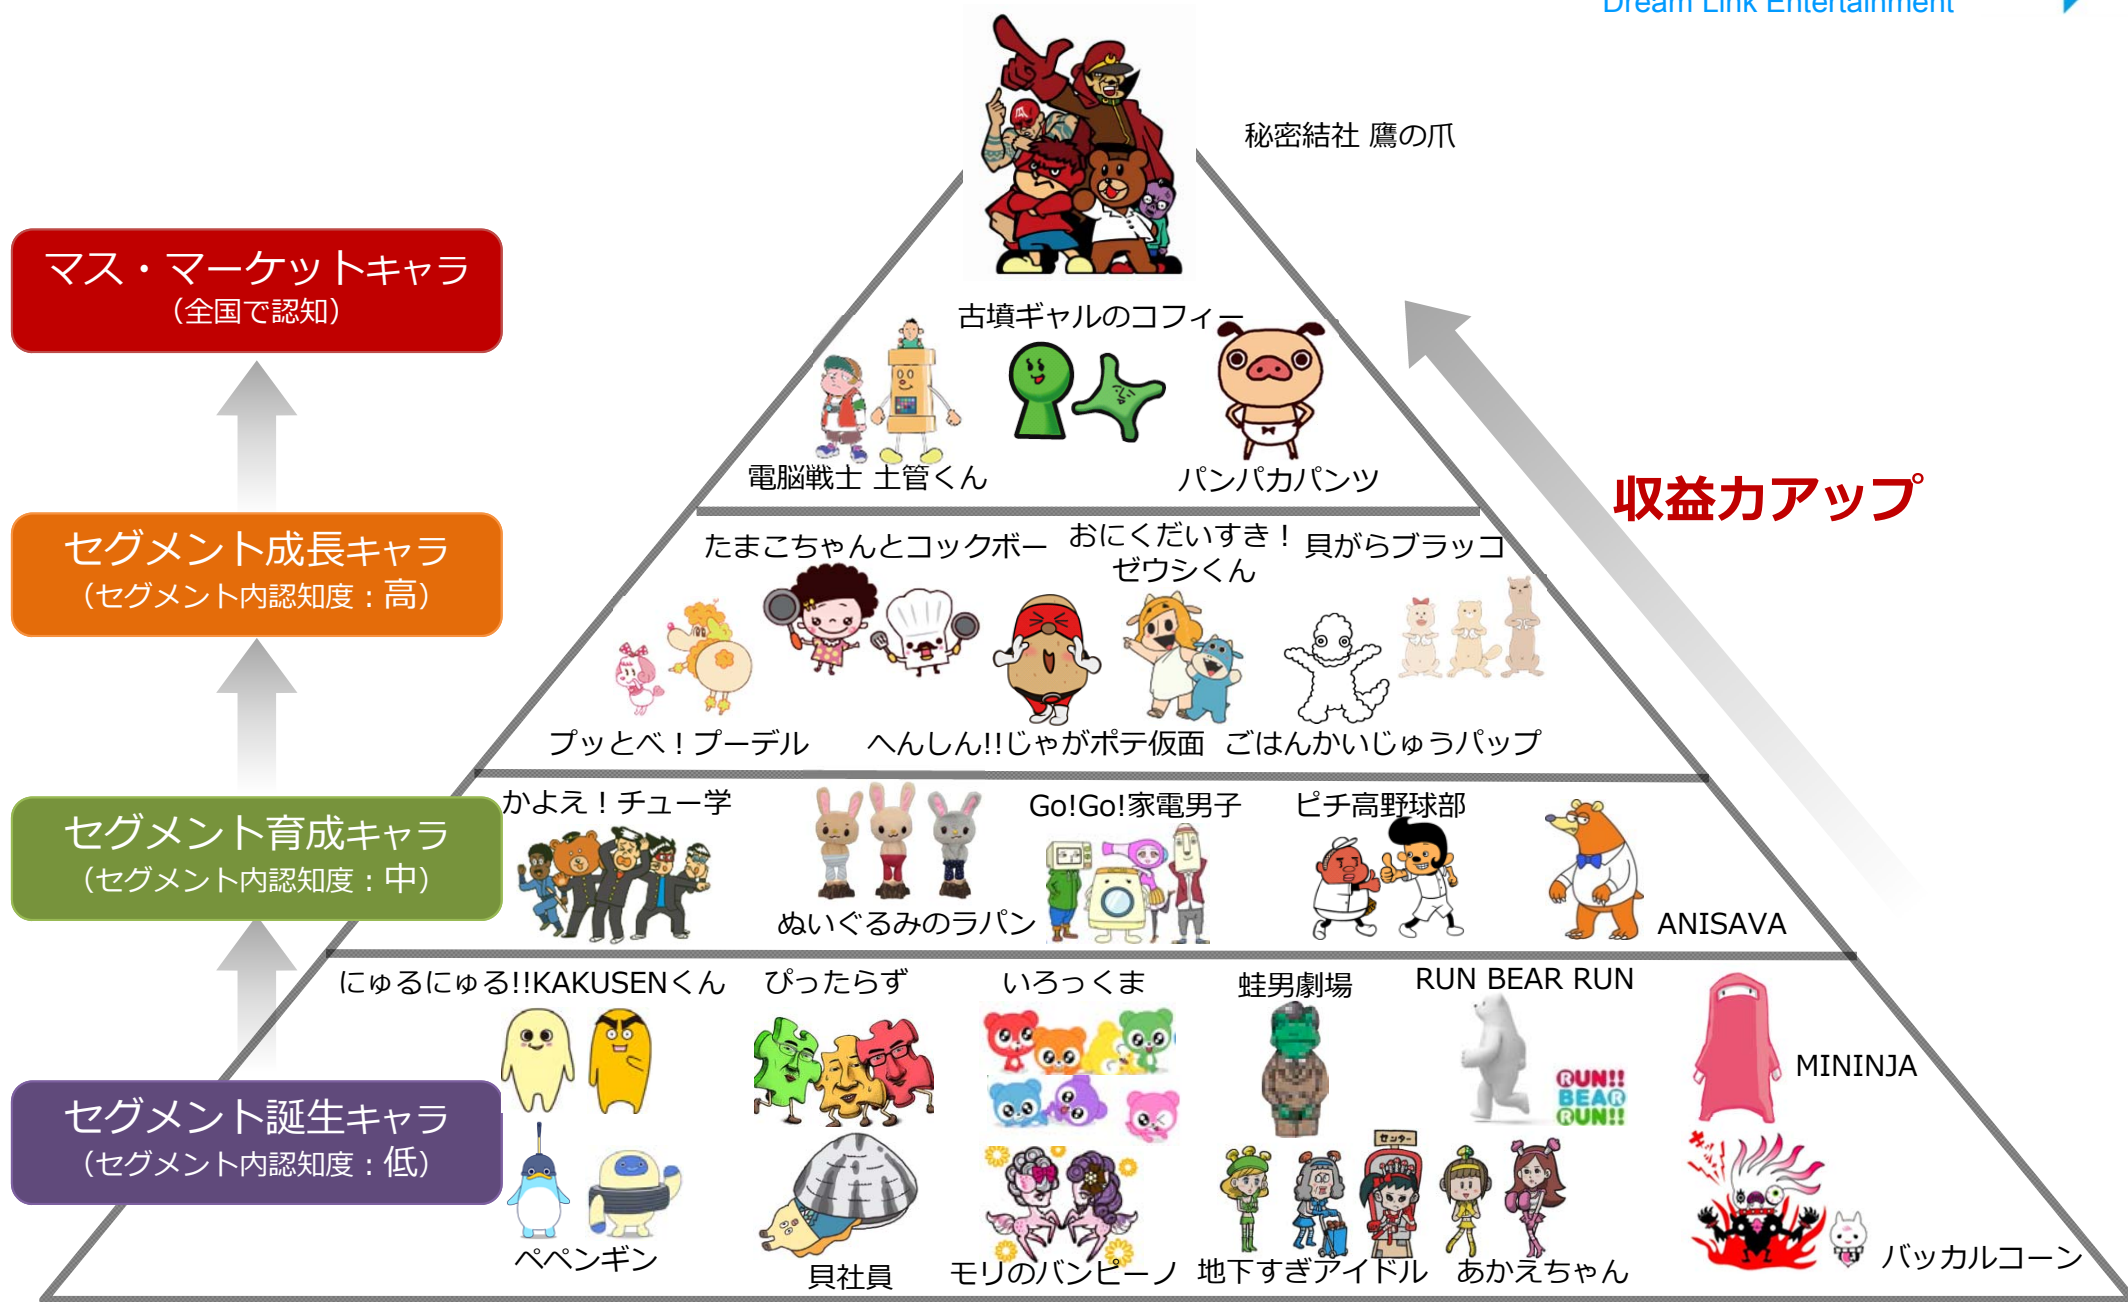 Dream Link Entertainment
秘密結社 鷹の爪
マス・マーケットキャラ
（全国で認知）
古墳ギャルのコフィー
電脳戦士 土管くん
パンパカパンツ
収益力アップ
セグメント成長キャラ
（セグメント内認知度：高）
たまこちゃんとコックボー
おにくだいすき！
ゼウシくん
貝がらブラッコ
プッとべ！プーデル
へんしん!!じゃがポテ仮面
ごはんかいじゅうパップ
セグメント育成キャラ
（セグメント内認知度：中）
かよえ！チュー学
ぬいぐるみのラパン
Go!Go!家電男子
ピチ高野球部
ANISAVA
にゅるにゅる!!KAKUSENくん
ぴったらず
いろっくま
蛙男劇場
RUN BEAR RUN
RUN!!
BEAR
RUN!!
MININJA
セグメント誕生キャラ
（セグメント内認知度：低）
センター
ペペンギン
貝社員
モリのバンピーノ
地下すぎアイドル
あかえちゃん
バッカルコーン